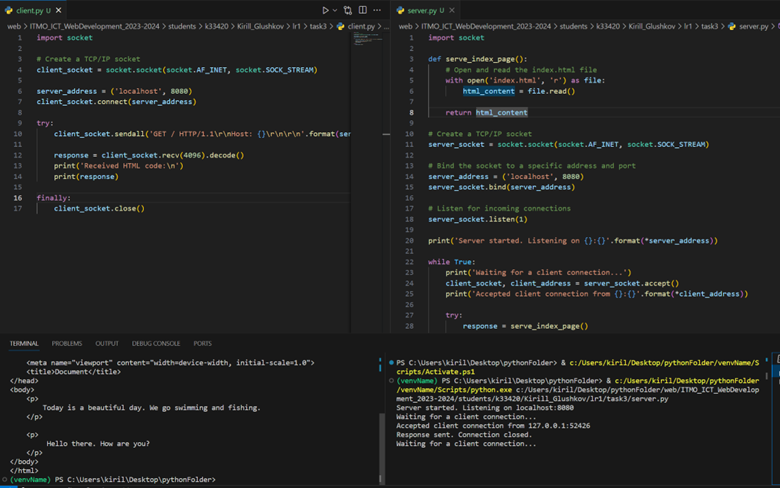 client.py U
web > ITMO_ICT_WebDevelopment_2023-2024 > students > k33420 > Kirill_Glushkov > lr1 > task3 > client.py > ...
1 import socket
2
3 # Create a TCP/IP socket
4 client_socket = socket.socket(socket.AF_INET, socket.SOCK_STREAM)
5
6 server_address = ('localhost', 8080)
7 client_socket.connect(server_address)
8
9 try:
10 client_socket.sendall('GET / HTTP/1.1\r\nHost: {}\r\n\r\n'.format(ser
11
12 response = client_socket.recv(4096).decode()
13 print('Received HTML code:\n')
14 print(response)
15
16 finally:
17 client_socket.close()
server.py U
web > ITMO_ICT_WebDevelopment_2023-2024 > students > k33420 > Kirill_Glushkov > lr1 > task3 > server.py > ...
1 import socket
2
3 def serve_index_page():
4 # Open and read the index.html file
5 with open('index.html', 'r') as file:
6 html_content = file.read()
7
8 return html_content
9
10 # Create a TCP/IP socket
11 server_socket = socket.socket(socket.AF_INET, socket.SOCK_STREAM)
12
13 # Bind the socket to a specific address and port
14 server_address = ('localhost', 8080)
15 server_socket.bind(server_address)
16
17 # Listen for incoming connections
18 server_socket.listen(1)
19
20 print('Server started. Listening on {}:{}'.format(*server_address))
21
22 while True:
23 print('Waiting for a client connection...')
24 client_socket, client_address = server_socket.accept()
25 print('Accepted client connection from {}:{}'.format(*client_address))
26
27 try:
28 response = serve_index_page()
TERMINAL PROBLEMS OUTPUT DEBUG CONSOLE PORTS
<meta name="viewport" content="width=device-width, initial-scale=1.0">
<title>Document</title>
</head>
<body>
<p>
Today is a beautiful day. We go swimming and fishing.
</p>
<p>
Hello there. How are you?
</p>
</body>
</html>
(venvName) PS C:\Users\kiril\Desktop\pythonFolder>
PS C:\Users\kiril\Desktop\pythonFolder> & c:/Users/kiril/Desktop/pythonFolder/venvName/S
cripts/Activate.ps1
(venvName) PS C:\Users\kiril\Desktop\pythonFolder> & c:/Users/kiril/Desktop/pythonFolder
/venvName/Scripts/python.exe c:/Users/kiril/Desktop/pythonFolder/web/ITMO_ICT_WebDevelop
ment_2023-2024/students/k33420/Kirill_Glushkov/lr1/task3/server.py
Server started. Listening on localhost:8080
Waiting for a client connection...
Accepted client connection from 127.0.0.1:52426
Response sent. Connection closed.
Waiting for a client connection...